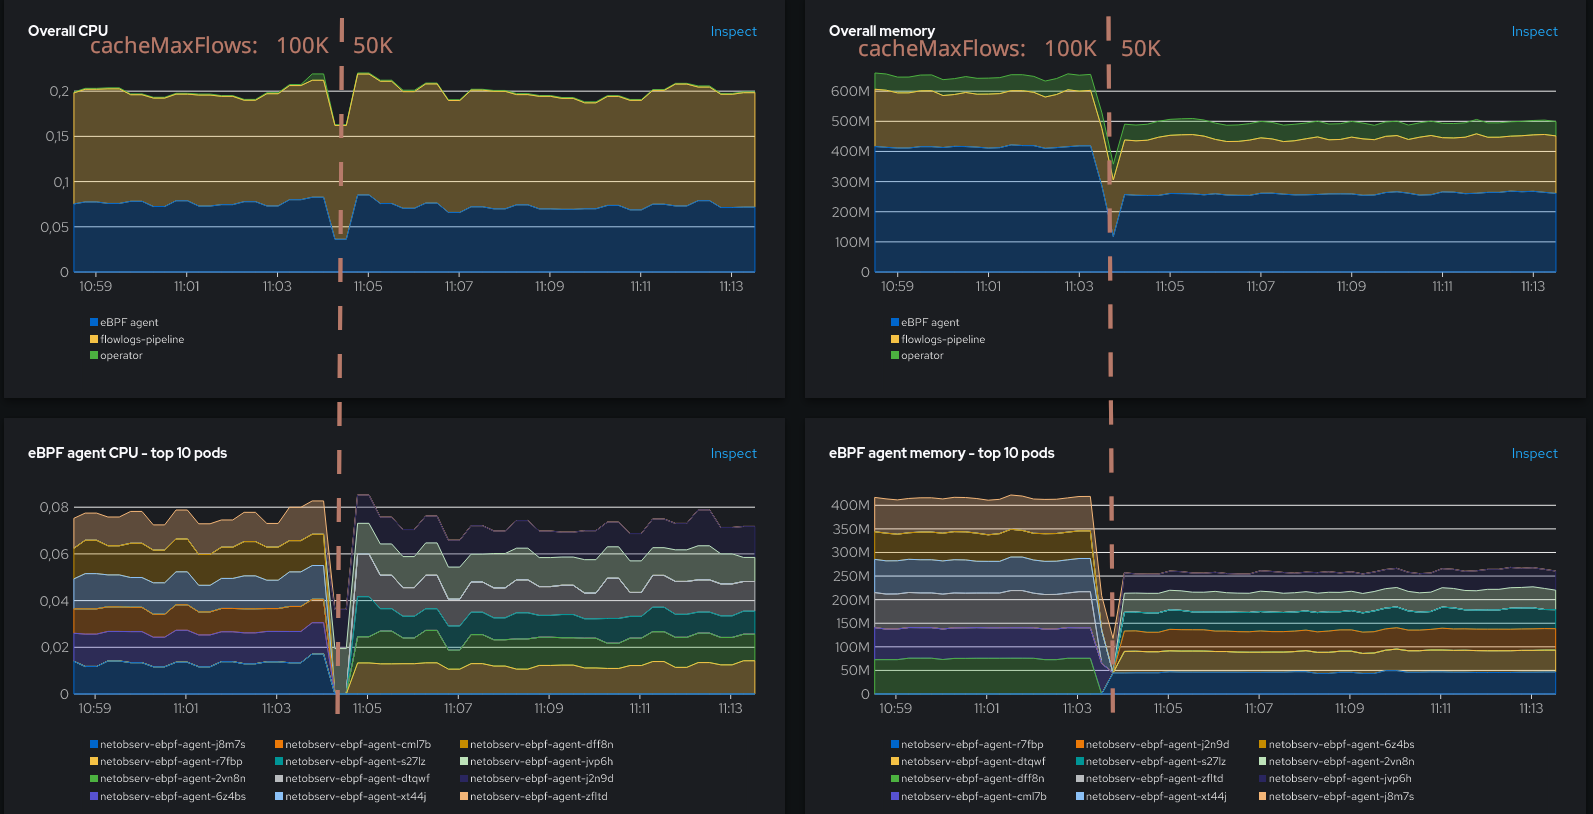 Overall CPU
Inspect
cacheMaxFlows: 100K 50K
0,2
0,15
0,1
0,05
0
10:59 11:01 11:03 11:05 11:07 11:09 11:11 11:13
eBPF agent
flowlogs-pipeline
operator
Overall memory
Inspect
cacheMaxFlows: 100K 50K
600M
500M
400M
300M
200M
100M
0
10:59 11:01 11:03 11:05 11:07 11:09 11:11 11:13
eBPF agent
flowlogs-pipeline
operator
eBPF agent CPU - top 10 pods
Inspect
0,08
0,06
0,04
0,02
0
10:59 11:01 11:03 11:05 11:07 11:09 11:11 11:13
netobserv-ebpf-agent-j8m7s netobserv-ebpf-agent-cml7b netobserv-ebpf-agent-dff8n
netobserv-ebpf-agent-r7fbp netobserv-ebpf-agent-s27lz netobserv-ebpf-agent-jvp6h
netobserv-ebpf-agent-2vn8n netobserv-ebpf-agent-dtqwf netobserv-ebpf-agent-j2n9d
netobserv-ebpf-agent-6z4bs netobserv-ebpf-agent-xt44j netobserv-ebpf-agent-zfltd
eBPF agent memory - top 10 pods
Inspect
400M
350M
300M
250M
200M
150M
100M
50M
0
10:59 11:01 11:03 11:05 11:07 11:09 11:11 11:13
netobserv-ebpf-agent-r7fbp netobserv-ebpf-agent-j2n9d netobserv-ebpf-agent-6z4bs
netobserv-ebpf-agent-dtqwf netobserv-ebpf-agent-s27lz netobserv-ebpf-agent-2vn8n
netobserv-ebpf-agent-dff8n netobserv-ebpf-agent-zfltd netobserv-ebpf-agent-jvp6h
netobserv-ebpf-agent-cml7b netobserv-ebpf-agent-xt44j netobserv-ebpf-agent-j8m7s